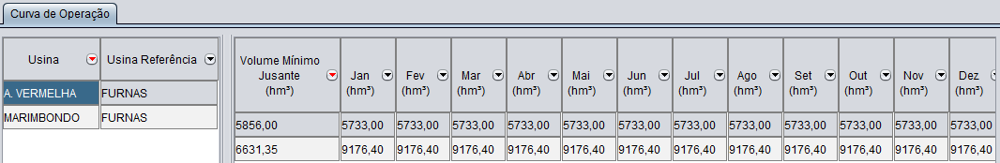 Curva de Operação
Usina Usina Referência Volume Mínimo Jusante (hm³) Jan (hm³) Fev (hm³) Mar (hm³) Abr (hm³) Mai (hm³) Jun (hm³) Jul (hm³) Ago (hm³) Set (hm³) Out (hm³) Nov (hm³) Dez (hm³)
A. VERMELHA FURNAS 5856,00 5733,00 5733,00 5733,00 5733,00 5733,00 5733,00 5733,00 5733,00 5733,00 5733,00 5733,00 5733,00
MARIMBONDO FURNAS 6631,35 9176,40 9176,40 9176,40 9176,40 9176,40 9176,40 9176,40 9176,40 9176,40 9176,40 9176,40 9176,40